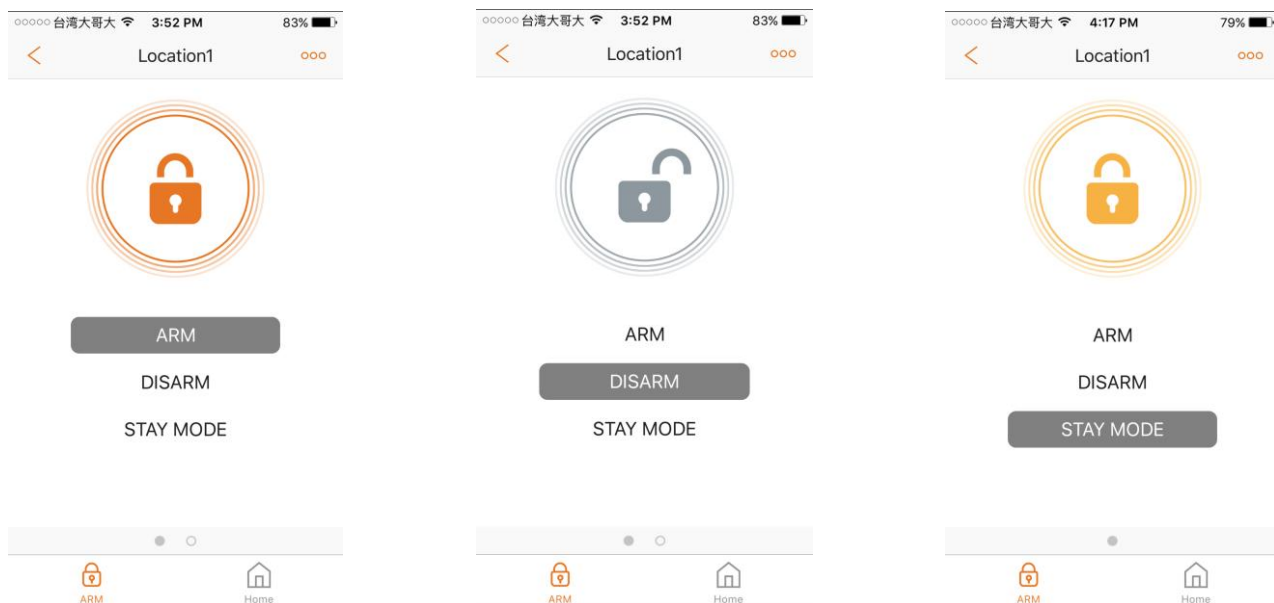 台湾大哥大 3:52 PM 83%
Location1
ARM
DISARM
STAY MODE
ARM Home
台湾大哥大 3:52 PM 83%
Location1
ARM
DISARM
STAY MODE
ARM Home
台湾大哥大 4:17 PM 79%
Location1
ARM
DISARM
STAY MODE
ARM Home